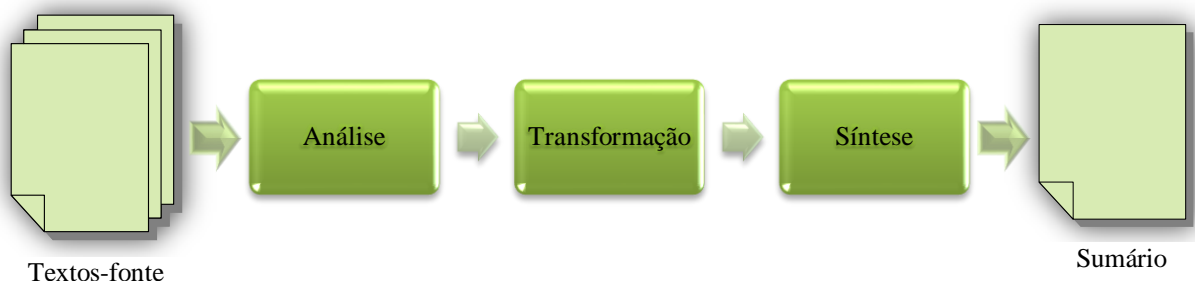 Análise
Transformação
Síntese
Textos-fonte
Sumário